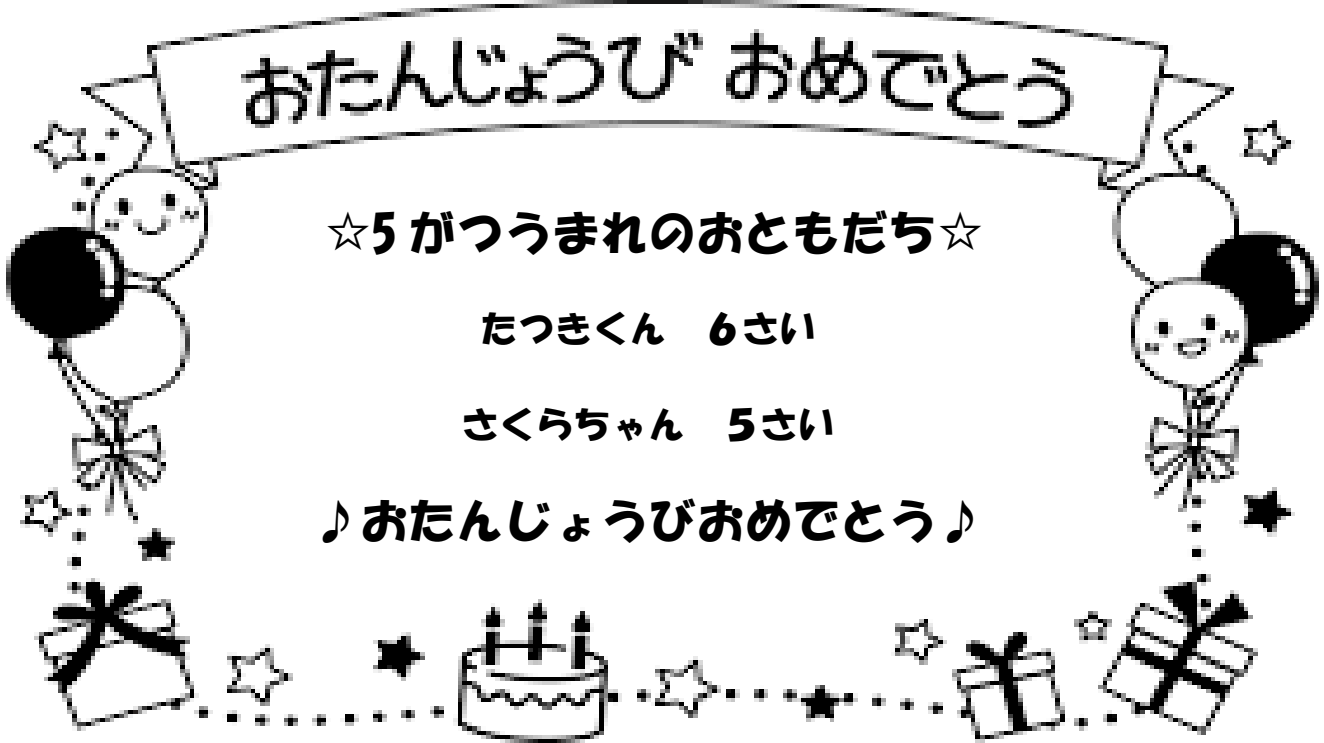 おたんじょうび おめでとう
☆5がつうまれのおともだち☆
たつきくん　6さい
さくらちゃん　5さい
♪おたんじょうびおめでとう♪